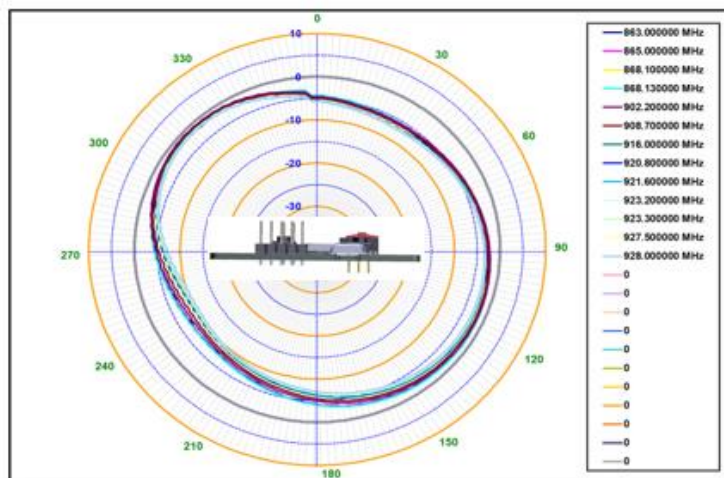 0
30
60
90
120
150
180
210
240
270
300
330
10
0
-10
-20
-30
863.000000 MHz
865.000000 MHz
868.100000 MHz
868.130000 MHz
902.200000 MHz
908.700000 MHz
916.000000 MHz
920.800000 MHz
921.600000 MHz
923.200000 MHz
923.300000 MHz
927.500000 MHz
928.000000 MHz
0
0
0
0
0
0
0
0
0
0
0